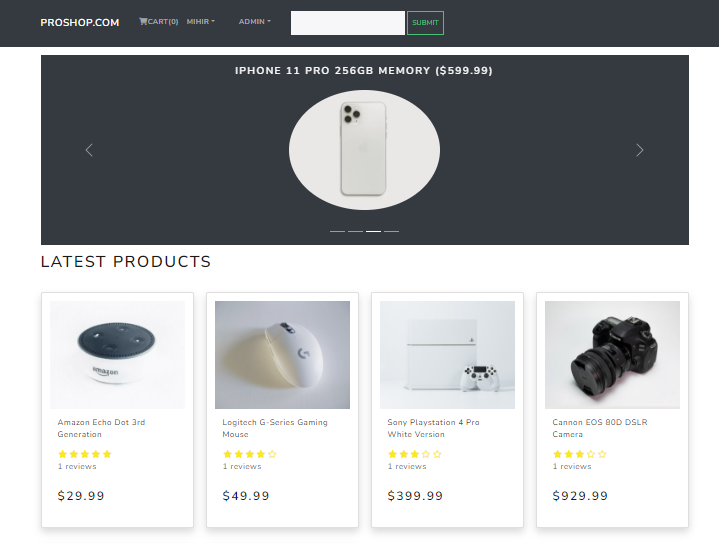 PROSHOP.COM CART(0) MIHIR ADMIN SUBMIT
IPHONE 11 PRO 256GB MEMORY ($599.99)
LATEST PRODUCTS
amazon
Amazon Echo Dot 3rd
Generation
1 reviews
$29.99
Logitech G-Series Gaming
Mouse
1 reviews
$49.99
Sony Playstation 4 Pro
White Version
1 reviews
$399.99
Cannon EOS 80D DSLR
Camera
1 reviews
$929.99